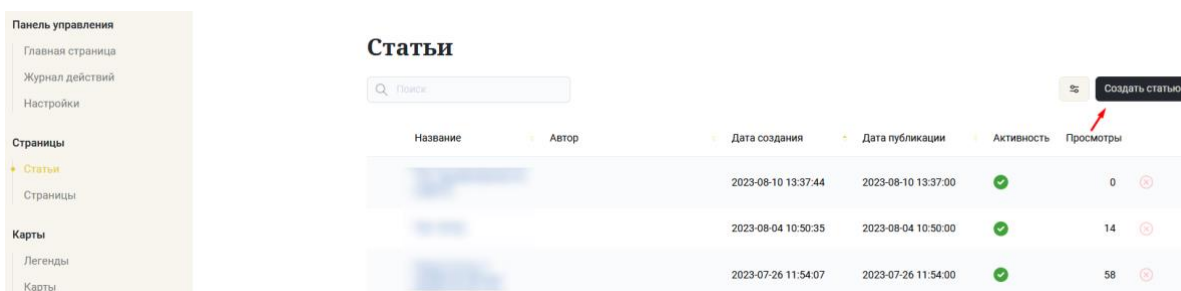 Панель управления
Главная страница
Журнал действий
Настройки
Страницы
Статьи
Страницы
Карты
Легенды
Карты
Статьи
Поиск
Создать статью
Название Автор Дата создания Дата публикации Активность Просмотры
2023-08-10 13:37:44 2023-08-10 13:37:00 0
2023-08-04 10:50:35 2023-08-04 10:50:00 14
2023-07-26 11:54:07 2023-07-26 11:54:00 58